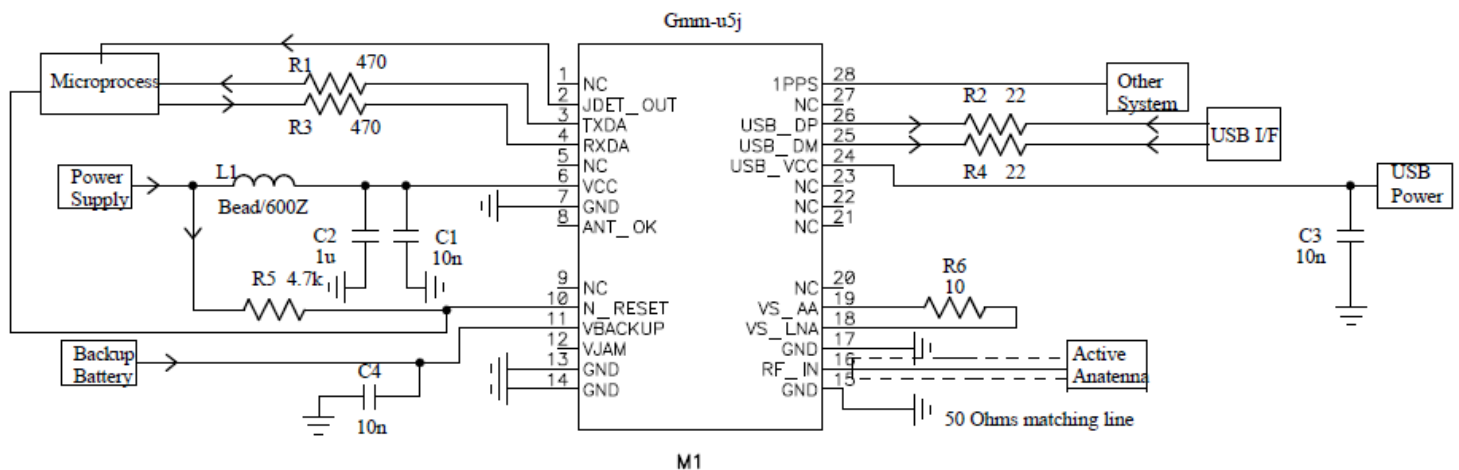 Gmm-u5j
Microprocess
R1 470
R3 470
Power
Supply
L1
Bead/600Z
C2
1u
C1
10n
R5 4.7k
Backup
Battery
C4
10n
1 NC
2 JDET_OUT
3 TXDA
4 RXDA
5 NC
6 VCC
7 GND
8 ANT_OK
9 NC
10 N_RESET
11 VBACKUP
12 VJAM
13 GND
14 GND
1PPS 28
NC 27
USB_DP 26
USB_DM 25
USB_VCC 24
NC 23
NC 22
NC 21
NC 20
VS_AA 19
VS_LNA 18
GND 17
RF_IN 16
GND 15
Other
System
R2 22
R4 22
USB I/F
USB
Power
C3
10n
R6
10
Active
Anatenna
50 Ohms matching line
M1